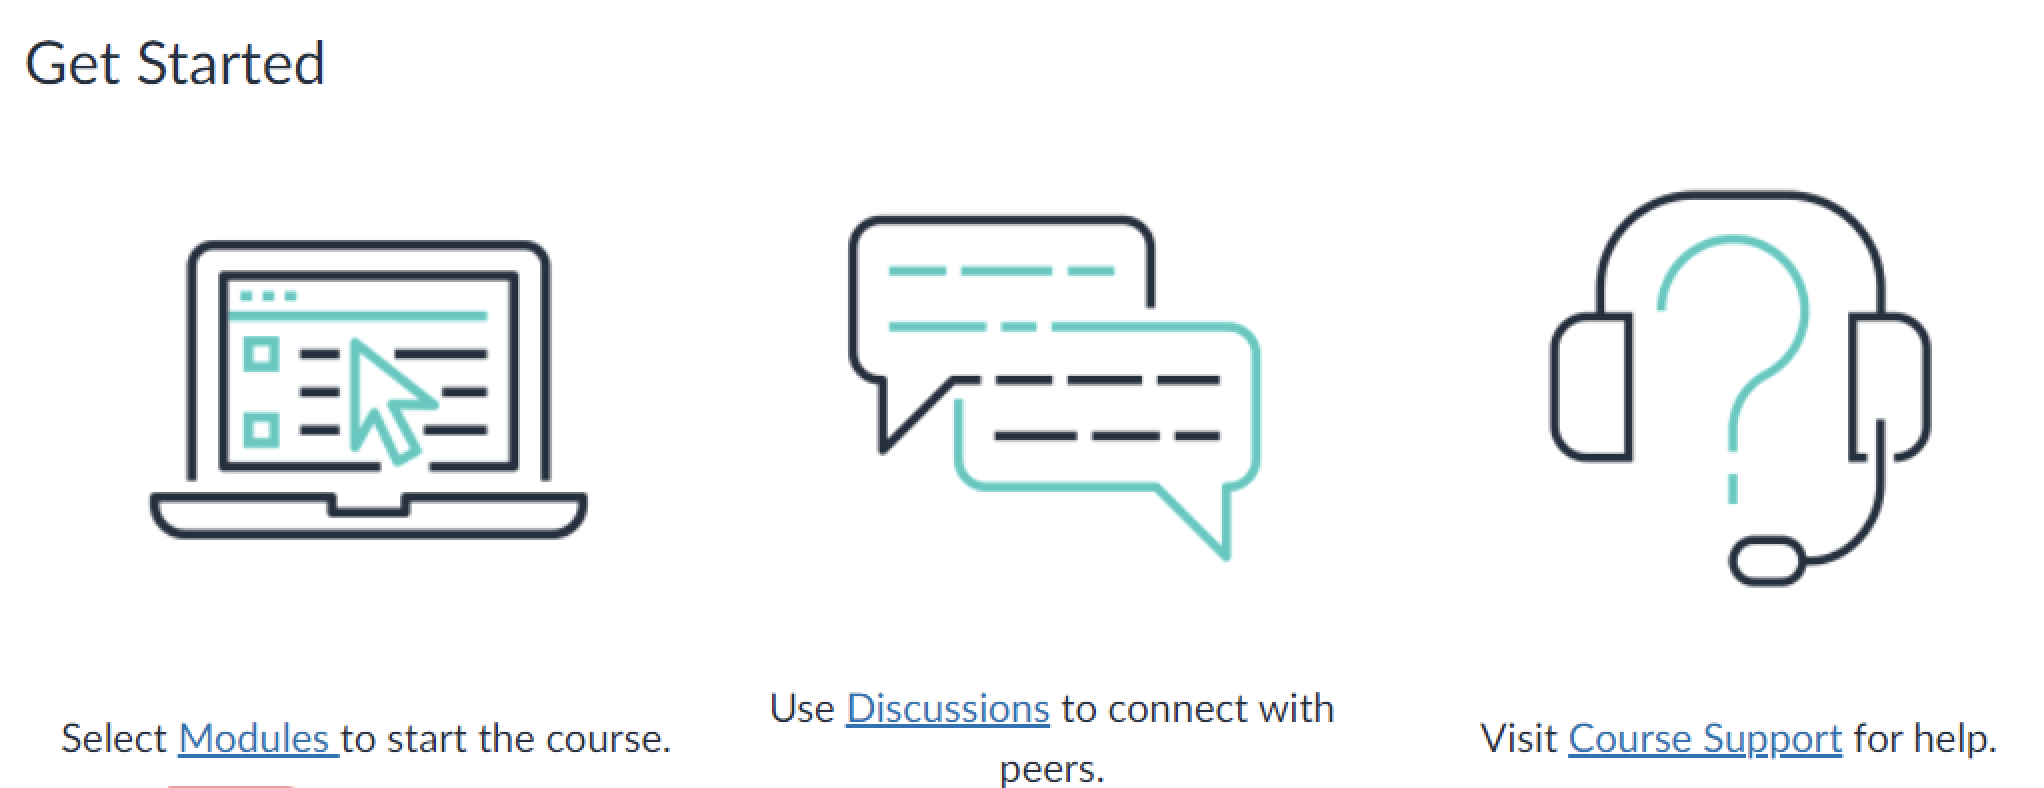 Get Started
Select Modules to start the course.
Use Discussions to connect with
peers.
Visit Course Support for help.